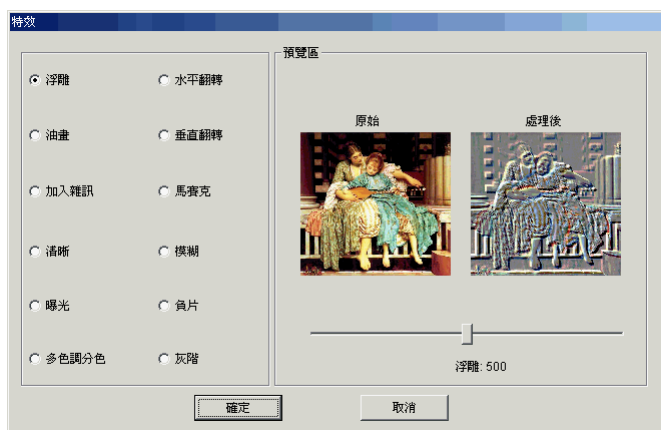 特效
浮雕
水平翻轉
油畫
垂直翻轉
加入雜訊
馬賽克
清晰
模糊
曝光
負片
多色調分色
灰階
預覽區
原始
處理後
浮雕: 500
確定
取消